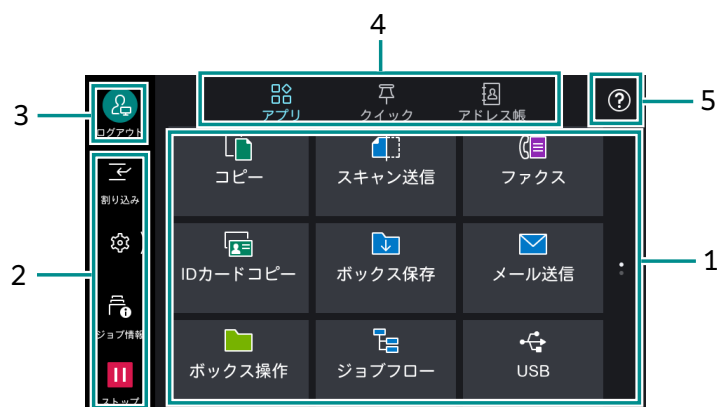 4
アプリ
クイック
アドレス帳
5
3
ログアウト
コピー
スキャン送信
ファクス
割り込み
IDカードコピー
ボックス保存
メール送信
1
2
ジョブ情報
ボックス操作
ジョブフロー
USB
ストップ